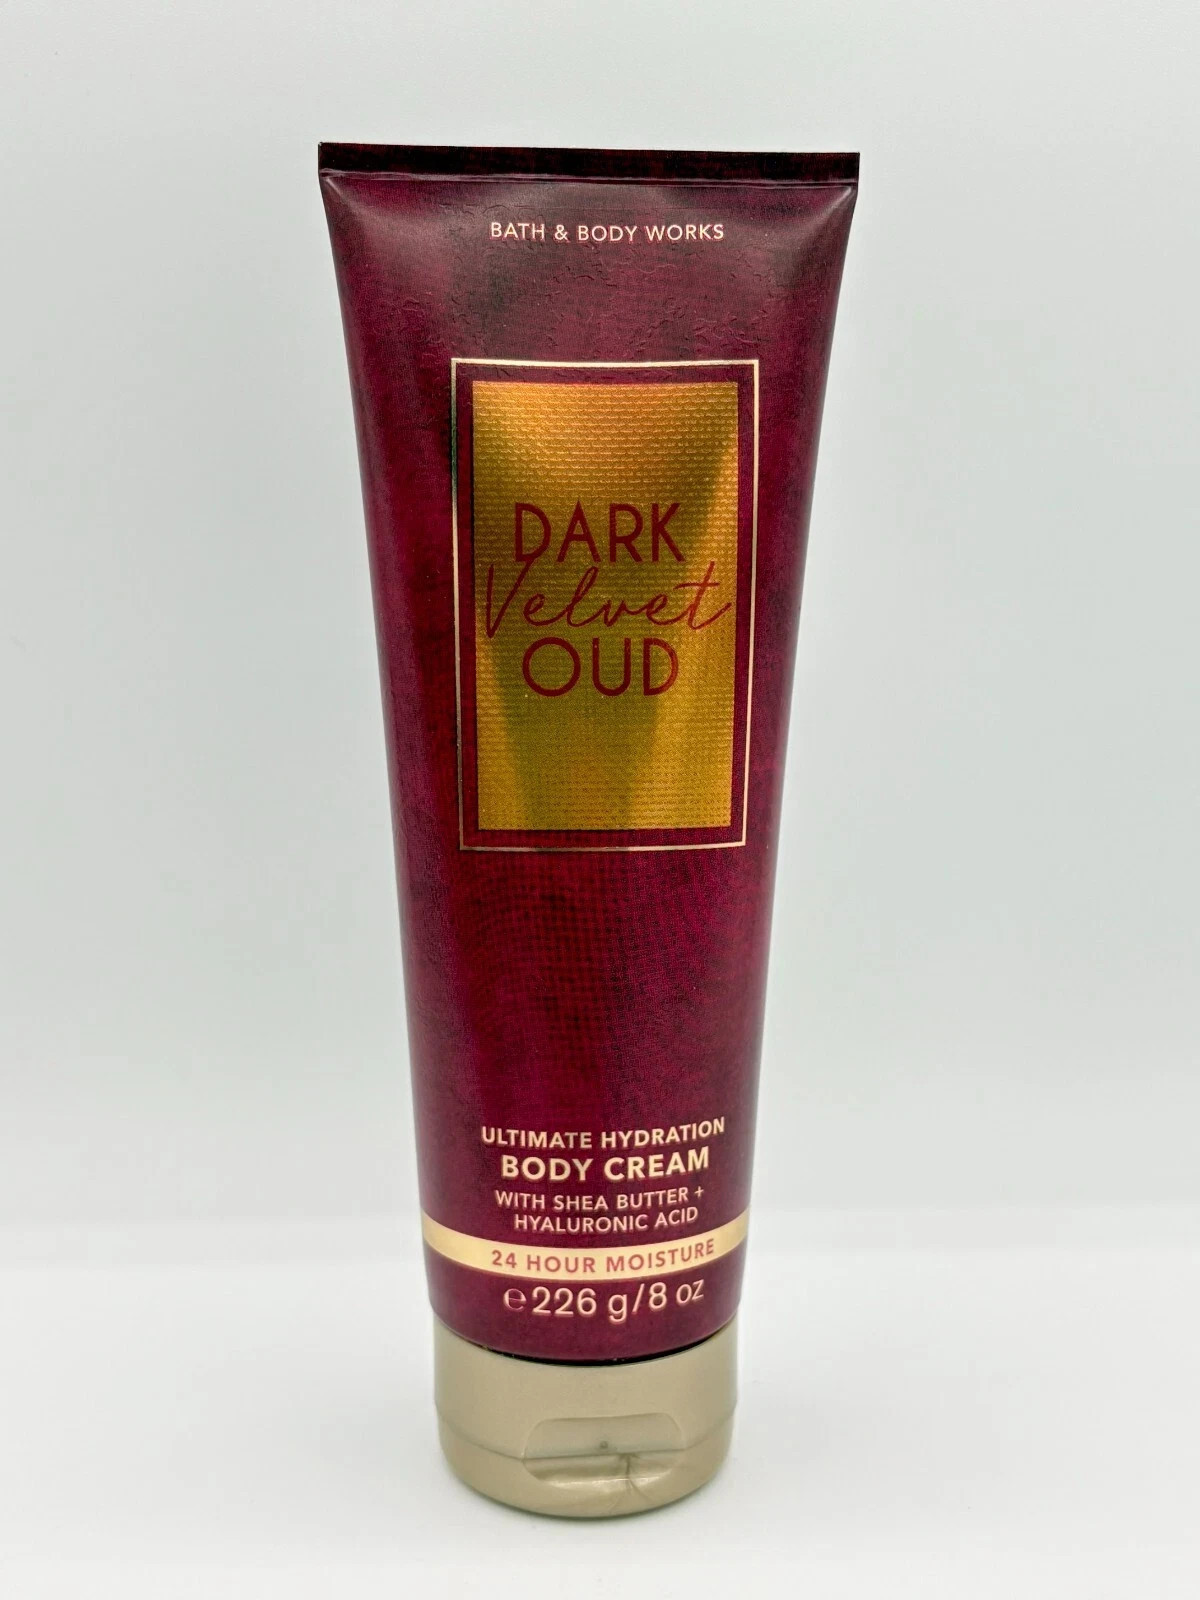 BATH & BODY WORKS
DARK
Velvet
OUD
ULTIMATE HYDRATION
BODY CREAM
WITH SHEA BUTTER +
HYALURONIC ACID
24 HOUR MOISTURE
℮226 g/8 oz